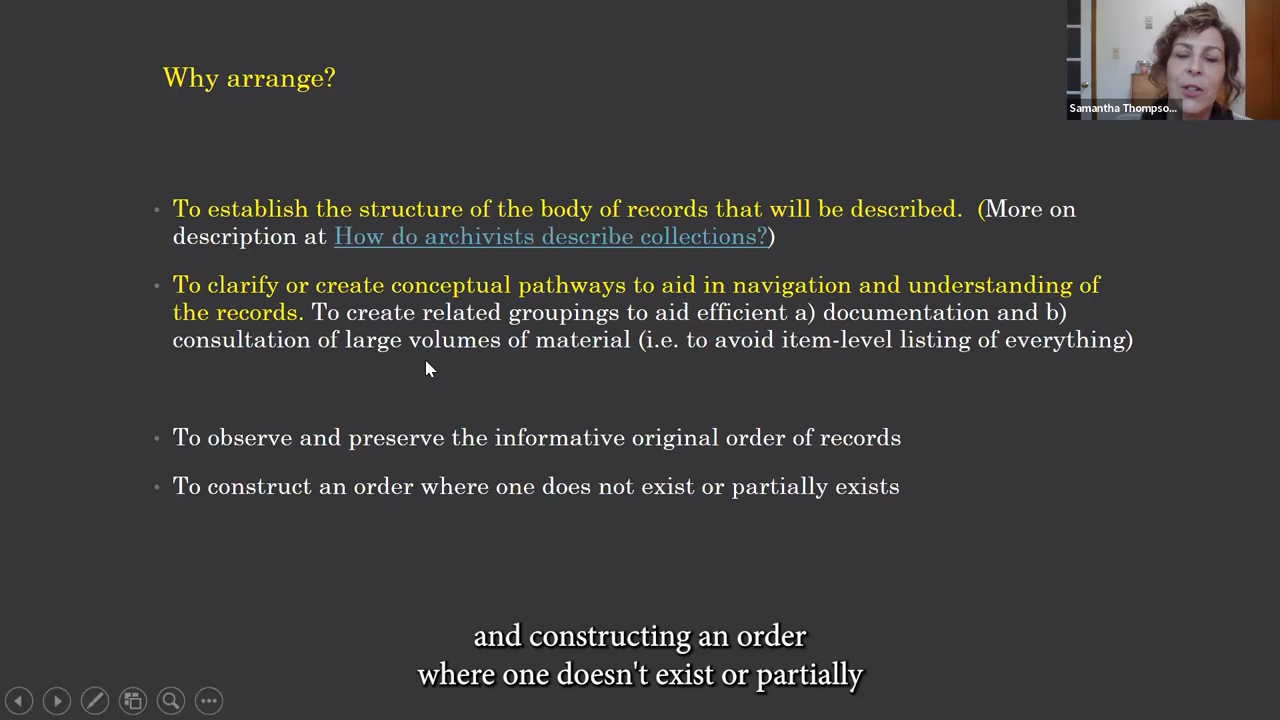 Why arrange?
Samantha Thompso...
• To establish the structure of the body of records that will be described. (More on
description at How do archivists describe collections?)
• To clarify or create conceptual pathways to aid in navigation and understanding of
the records. To create related groupings to aid efficient a) documentation and b)
consultation of large volumes of material (i.e. to avoid item-level listing of everything)
• To observe and preserve the informative original order of records
• To construct an order where one does not exist or partially exists
and constructing an order
where one doesn't exist or partially